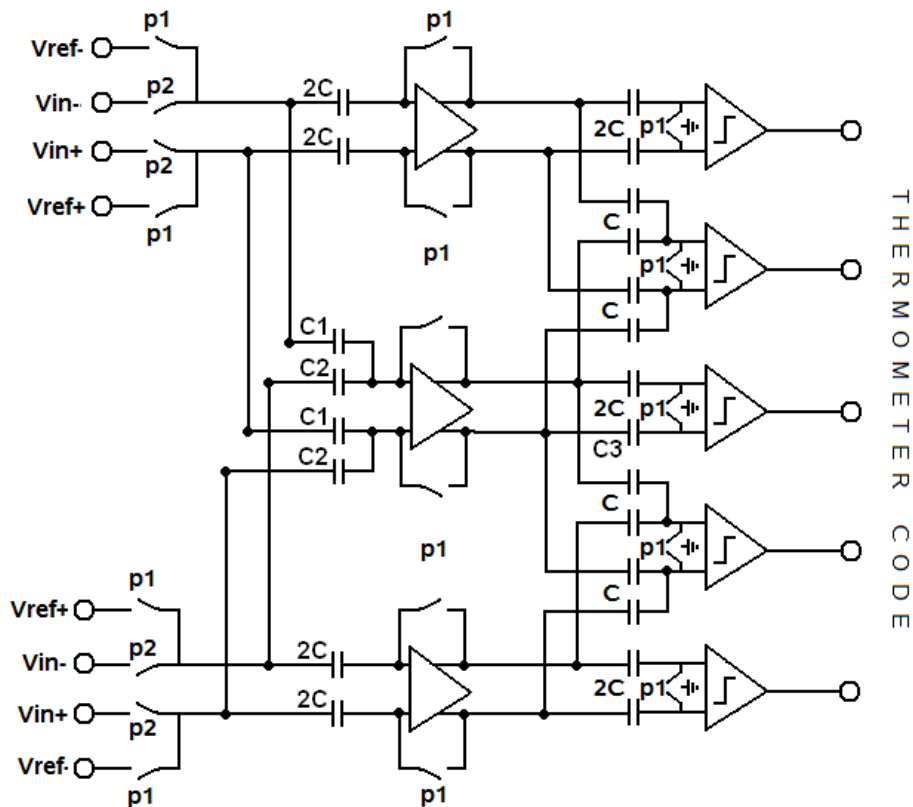 p1
Vref-
p1
Vin-
p2
2C
Vin+
p2
2C
2C
p1
Vref+
p1
p1
C
p1
C
C1
C2
2C
p1
C1
C3
C2
C
p1
p1
p1
C
Vref+
Vin-
p2
2C
2C
p1
Vin+
p2
2C
Vref-
p1
p1
THERMOMETER CODE